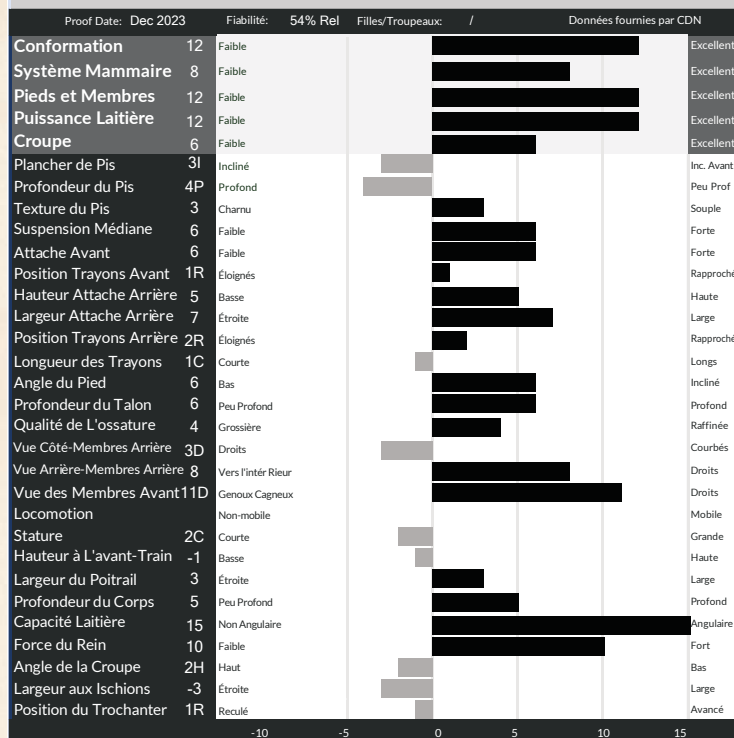 Proof Date: Dec 2023 Fiabilité: 54% Rel Filles/Troupeaux: / Données fournies par CDN
Conformation 12 Faible Excellent
Système Mammaire 8 Faible Excellent
Pieds et Membres 12 Faible Excellent
Puissance Laitière 12 Faible Excellent
Croupe 6 Faible Excellent
Plancher de Pis 3I Incliné Inc. Avant
Profondeur du Pis 4P Profond Peu Prof
Texture du Pis 3 Charnu Souple
Suspension Médiane 6 Faible Forte
Attache Avant 6 Faible Forte
Position Trayons Avant 1R Éloignés Rapproché
Hauteur Attache Arrière 5 Basse Haute
Largeur Attache Arrière 7 Étroite Large
Position Trayons Arrière 2R Éloignés Rapproché
Longueur des Trayons 1C Courte Longs
Angle du Pied 6 Bas Incliné
Profondeur du Talon 6 Peu Profond Profond
Qualité de L'ossature 4 Grossière Raffinée
Vue Côté-Membres Arrière 3D Droits Courbés
Vue Arrière-Membres Arrière 8 Vers l'intér Rieur Droits
Vue des Membres Avant 11D Genoux Cagneux Droits
Locomotion Non-mobile Mobile
Stature 2C Courte Grande
Hauteur à L'avant-Train -1 Basse Haute
Largeur du Poitrail 3 Étroite Large
Profondeur du Corps 5 Peu Profond Profond
Capacité Laitière 15 Non Angulaire Angulaire
Force du Rein 10 Faible Fort
Angle de la Croupe 2H Haut Bas
Largeur aux Ischions -3 Étroite Large
Position du Trochanter 1R Reculé Avancé
-10 -5 0 5 10 15